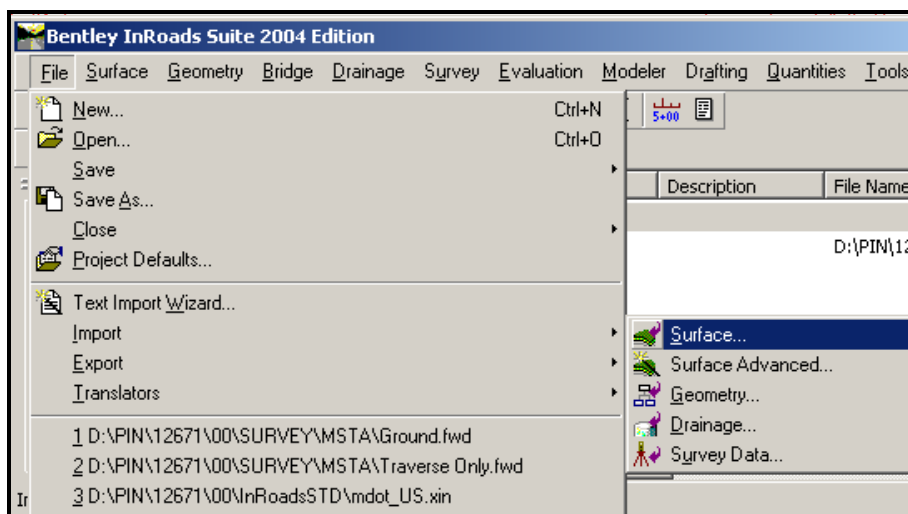 Bentley InRoads Suite 2004 Edition
File Surface Geometry Bridge Drainage Survey Evaluation Modeler Drafting Quantities Tools
New... Ctrl+N
5+00
Open... Ctrl+O
Save
Description File Name
Save As...
Close
D:\PIN\12
Project Defaults...
Text Import Wizard...
Import
Surface...
Export
Surface Advanced...
Translators
Geometry...
Drainage...
1 D:\PIN\12671\00\SURVEY\MSTA\Ground.fwd
Survey Data...
2 D:\PIN\12671\00\SURVEY\MSTA\Traverse Only.fwd
3 D:\PIN\12671\00\InRoadsSTD\mdot_US.xin
Ir